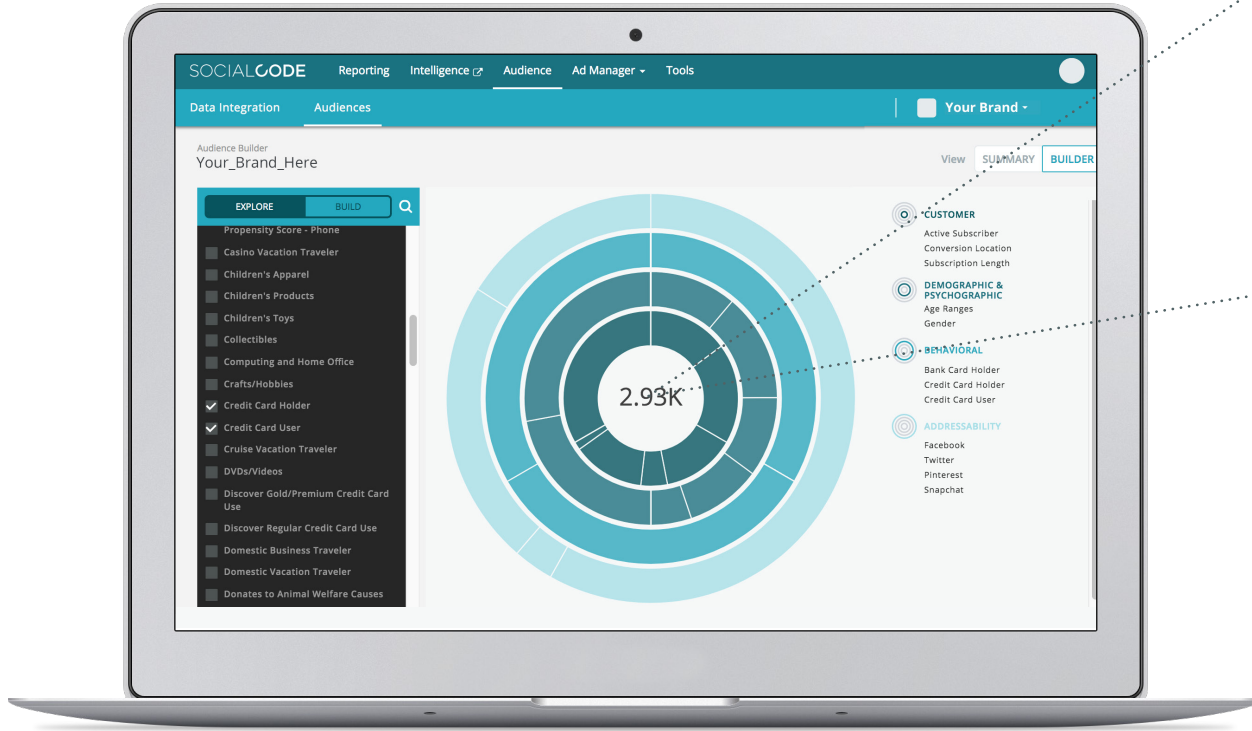 SOCIALCODE Reporting Intelligence Audience Ad Manager Tools
Data Integration Audiences Your Brand
Audience Builder
Your_Brand_Here
View SUMMARY BUILDER
EXPLORE BUILD
Propensity Score - Phone
Casino Vacation Traveler
Children's Apparel
Children's Products
Children's Toys
Collectibles
Computing and Home Office
Crafts/Hobbies
Credit Card Holder
Credit Card User
Cruise Vacation Traveler
DVDs/Videos
Discover Gold/Premium Credit Card
Use
Discover Regular Credit Card Use
Domestic Business Traveler
Domestic Vacation Traveler
Donates to Animal Welfare Causes
2.93K
CUSTOMER
Active Subscriber
Conversion Location
Subscription Length
DEMOGRAPHIC &
PSYCHOGRAPHIC
Age Ranges
Gender
BEHAVIORAL
Bank Card Holder
Credit Card Holder
Credit Card User
ADDRESSABILITY
Facebook
Twitter
Pinterest
Snapchat